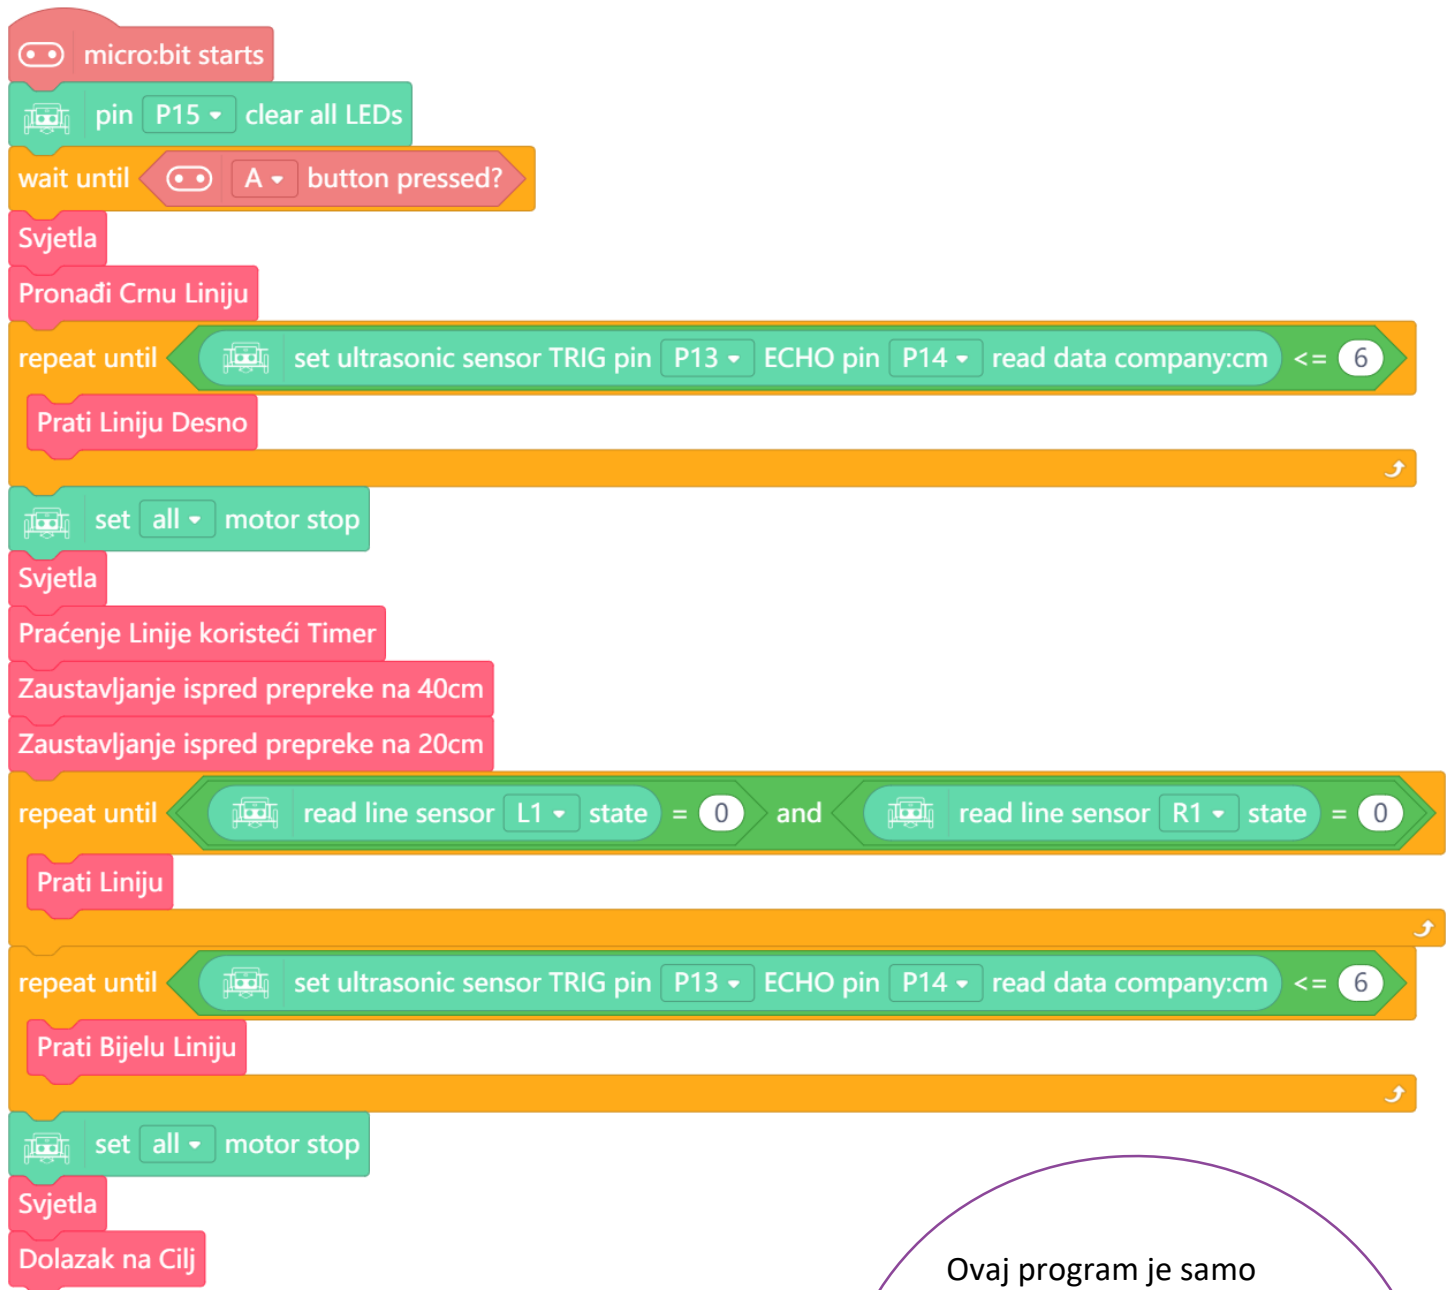 micro:bit starts
pin P15 clear all LEDs
wait until A button pressed?
Svjetla
Pronađi Crnu Liniju
repeat until set ultrasonic sensor TRIG pin P13 ECHO pin P14 read data company:cm <= 6
Prati Liniju Desno
set all motor stop
Svjetla
Praćenje Linije koristeći Timer
Zaustavljanje ispred prepreke na 40cm
Zaustavljanje ispred prepreke na 20cm
repeat until read line sensor L1 state = 0 and read line sensor R1 state = 0
Prati Liniju
repeat until set ultrasonic sensor TRIG pin P13 ECHO pin P14 read data company:cm <= 6
Prati Bijelu Liniju
set all motor stop
Svjetla
Dolazak na Cilj
Ovaj program je samo